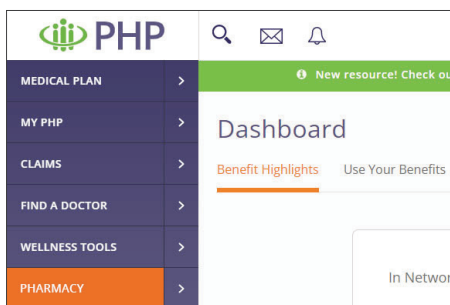 PHP
MEDICAL PLAN
MY PHP
CLAIMS
FIND A DOCTOR
WELLNESS TOOLS
PHARMACY
New resource! Check ou
Dashboard
Benefit Highlights Use Your Benefits
In Networ